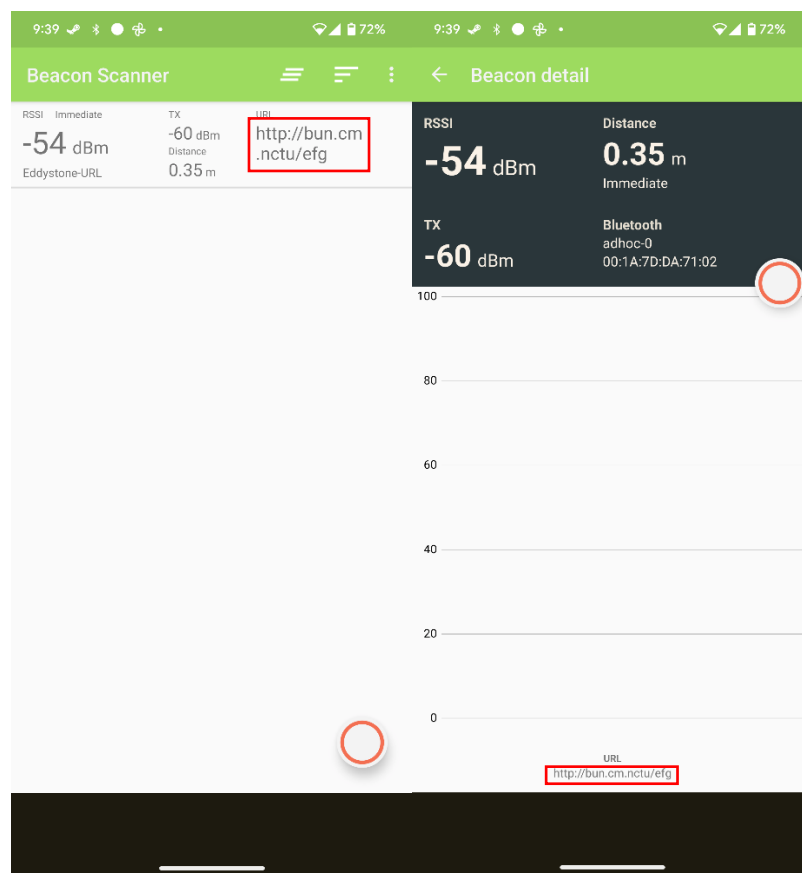 9:39 72%
Beacon Scanner
RSSI Immediate TX URL
-54 dBm -60 dBm http://bun.cm
Distance .nctu/efg
Eddystone-URL 0.35 m
9:39 72%
Beacon detail
RSSI Distance
-54 dBm 0.35 m
Immediate
TX Bluetooth
-60 dBm adhoc-0
00:1A:7D:DA:71:02
100
80
60
40
20
0
URL
http://bun.cm.nctu/efg